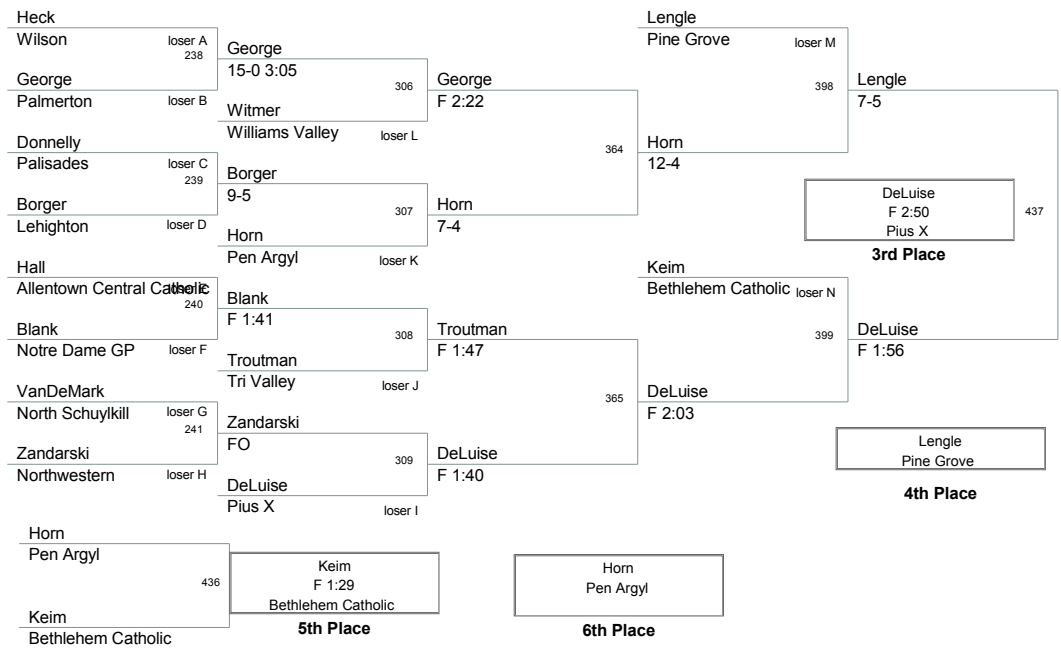 Heck
Wilson
loser A
238
George
Palmerton
loser B
Donnelly
Palisades
loser C
239
Borger
Lehighton
loser D
Hall
Allentown Central Catholic
loser E
240
Blank
Notre Dame GP
loser F
VanDeMark
North Schuylkill
loser G
241
Zandarski
Northwestern
loser H
George
15-0 3:05
306
Witmer
Williams Valley
loser L
Borger
9-5
307
Horn
Pen Argyl
loser K
Blank
F 1:41
308
Troutman
Tri Valley
loser J
Zandarski
FO
309
DeLuise
Pius X
loser I
George
F 2:22
364
Horn
7-4
Troutman
F 1:47
365
DeLuise
F 1:40
Lengle
Pine Grove
loser M
398
Horn
12-4
Keim
Bethlehem Catholic
loser N
399
DeLuise
F 2:03
Lengle
7-5
437
DeLuise
F 1:56
DeLuise
F 2:50
Pius X
3rd Place
Lengle
Pine Grove
4th Place
Horn
Pen Argyl
436
Keim
Bethlehem Catholic
Keim
F 1:29
Bethlehem Catholic
5th Place
Horn
Pen Argyl
6th Place